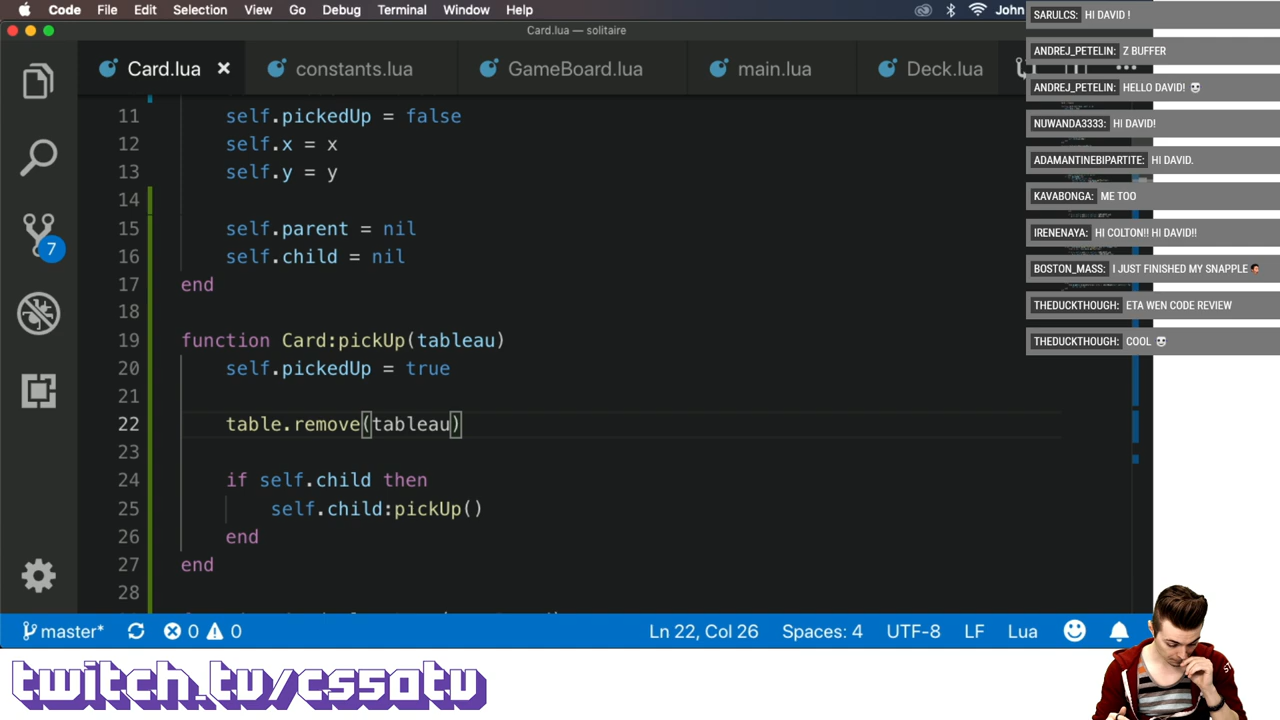 Code File Edit Selection View Go Debug Terminal Window Help John
Card.lua — solitaire
Card.lua constants.lua GameBoard.lua main.lua Deck.lua
11 self.pickedUp = false
12 self.x = x
13 self.y = y
14
15 self.parent = nil
16 self.child = nil
17 end
18
19 function Card:pickUp(tableau)
20 self.pickedUp = true
21
22 table.remove(tableau)
23
24 if self.child then
25 self.child:pickUp()
26 end
27 end
28
7
master* 0 0 Ln 22, Col 26 Spaces: 4 UTF-8 LF Lua
SARULCS: HI DAVID !
ANDREJ_PETELIN: Z BUFFER
ANDREJ_PETELIN: HELLO DAVID!
NUWANDA3333: HI DAVID!
ADAMANTINEBIPARTITE: HI DAVID.
KAVABONGA: ME TOO
IRENENAYA: HI COLTON!! HI DAVID!!
BOSTON_MASS: I JUST FINISHED MY SNAPPLE
THEDUCKTHOUGH: ETA WEN CODE REVIEW
THEDUCKTHOUGH: COOL
twitch.tv/cs50tv